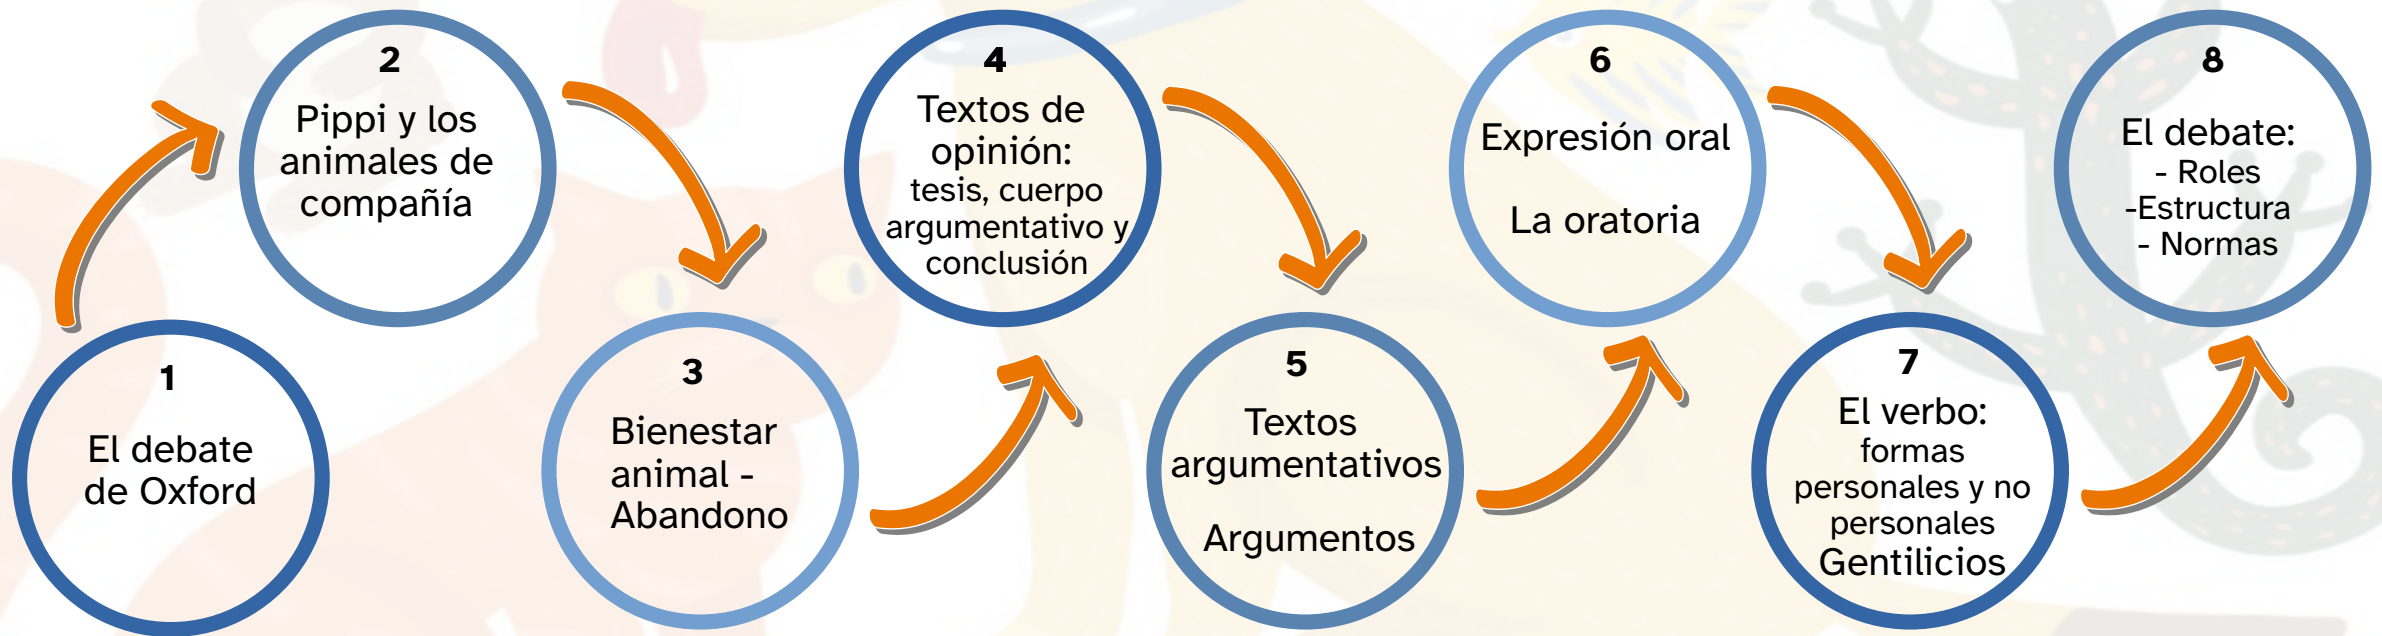 1
El debate
de Oxford
2
Pippi y los
animales de
compañía
3
Bienestar
animal -
Abandono
4
Textos de
opinión:
tesis, cuerpo
argumentativo y
conclusión
5
Textos
argumentativos
Argumentos
6
Expresión oral
La oratoria
7
El verbo:
formas
personales y no
personales
Gentilicios
8
El debate:
- Roles
-Estructura
- Normas